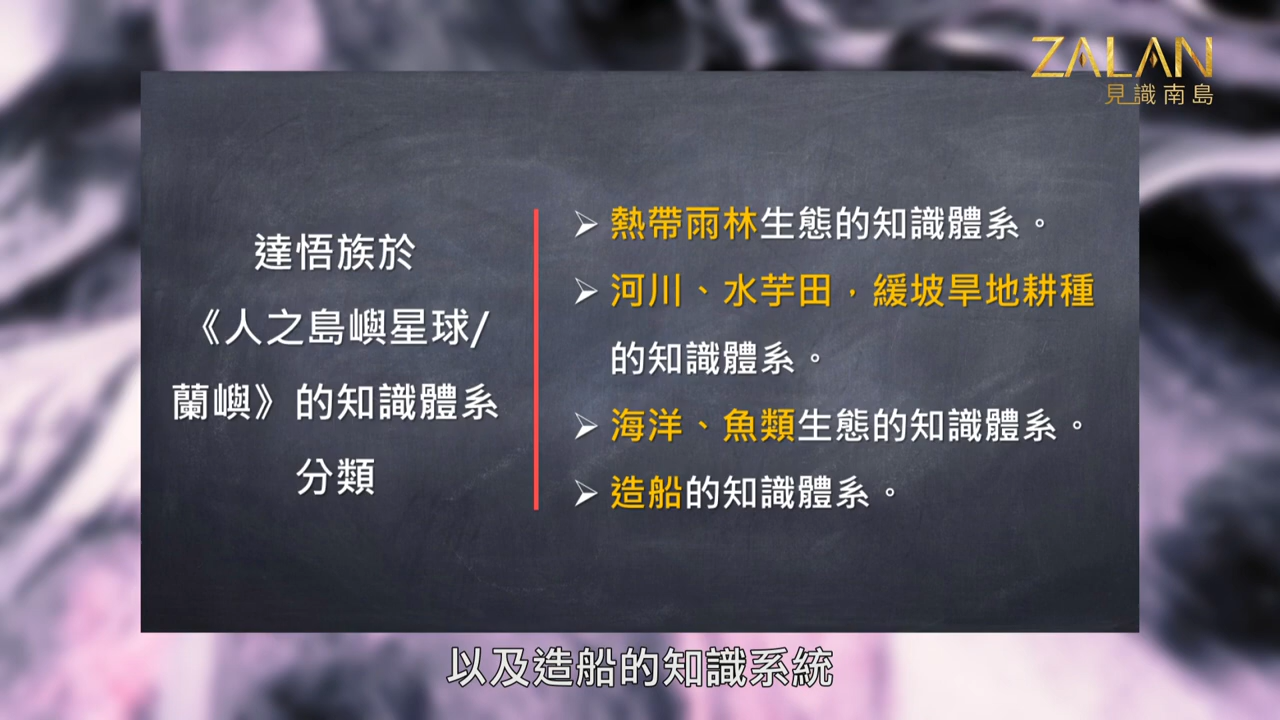 ZALAN
見識南島
達悟族於
《人之島嶼星球/
蘭嶼》的知識體系
分類
➢ 熱帶雨林生態的知識體系。
➢ 河川、水芋田，緩坡旱地耕種
的知識體系。
➢ 海洋、魚類生態的知識體系。
➢ 造船的知識體系。
以及造船的知識系統